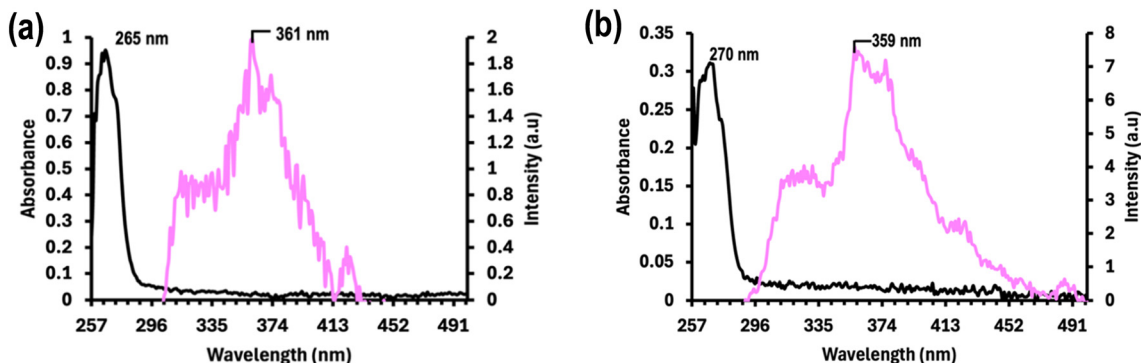 (a)
265 nm
361 nm
1
0.9
0.8
0.7
0.6
0.5
0.4
0.3
0.2
0.1
0
Absorbance
2
1.8
1.6
1.4
1.2
1
0.8
0.6
0.4
0.2
0
Intensity (a.u)
257 296 335 374 413 452 491
Wavelength (nm)
(b)
270 nm
359 nm
0.35
0.3
0.25
0.2
0.15
0.1
0.05
0
Absorbance
8
7
6
5
4
3
2
1
0
Intensity (a.u)
257 296 335 374 413 452 491
Wavelength (nm)